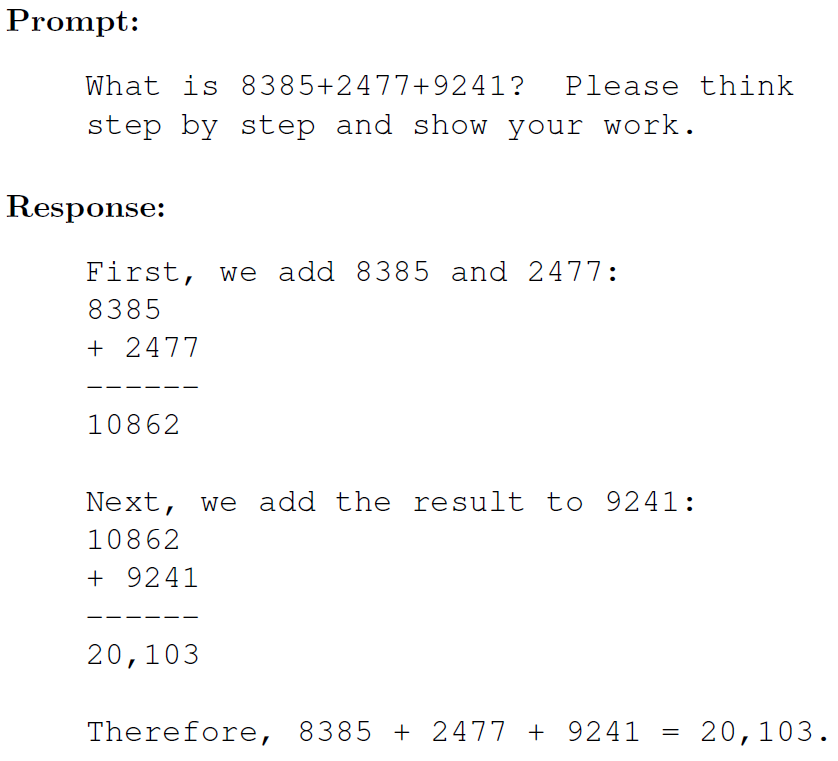 Prompt:
What is 8385+2477+9241? Please think
step by step and show your work.
Response:
First, we add 8385 and 2477:
8385
+ 2477
------
10862
Next, we add the result to 9241:
10862
+ 9241
------
20,103
Therefore, 8385 + 2477 + 9241 = 20,103.